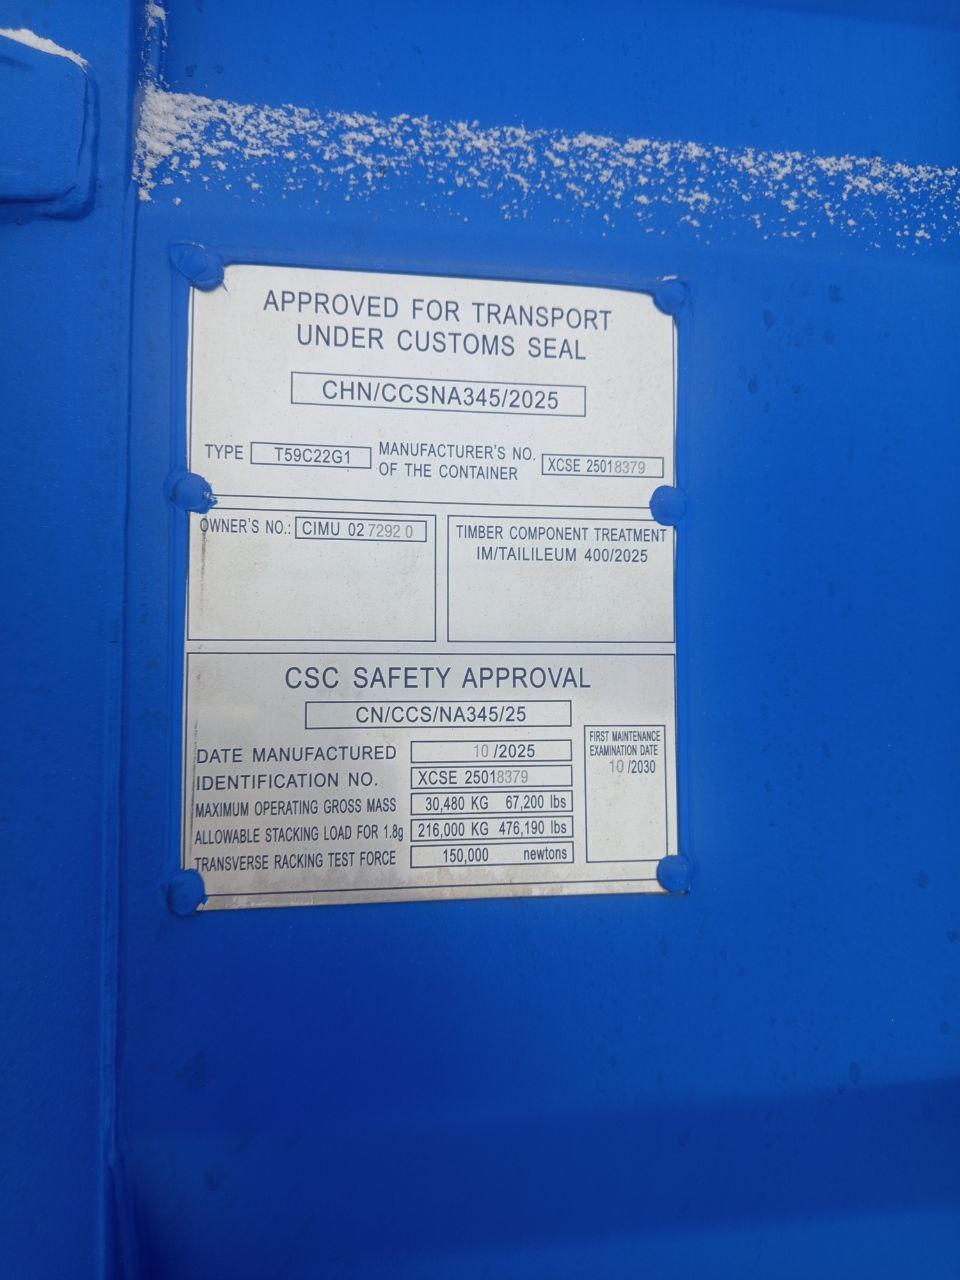 APPROVED FOR TRANSPORT
UNDER CUSTOMS SEAL
CHN/CCSNA345/2025
TYPE T59C22G1 MANUFACTURER'S NO.
OF THE CONTAINER XCSE 25018379
OWNER'S NO.: CIMU 027292 0
TIMBER COMPONENT TREATMENT
IM/TAILILEUM 400/2025
CSC SAFETY APPROVAL
CN/CCS/NA345/25
DATE MANUFACTURED 10/2025
IDENTIFICATION NO. XCSE 25018379
MAXIMUM OPERATING GROSS MASS 30,480 KG 67,200 lbs
ALLOWABLE STACKING LOAD FOR 1.8g 216,000 KG 476,190 lbs
TRANSVERSE RACKING TEST FORCE 150,000 newtons
FIRST MAINTENANCE
EXAMINATION DATE
10/2030